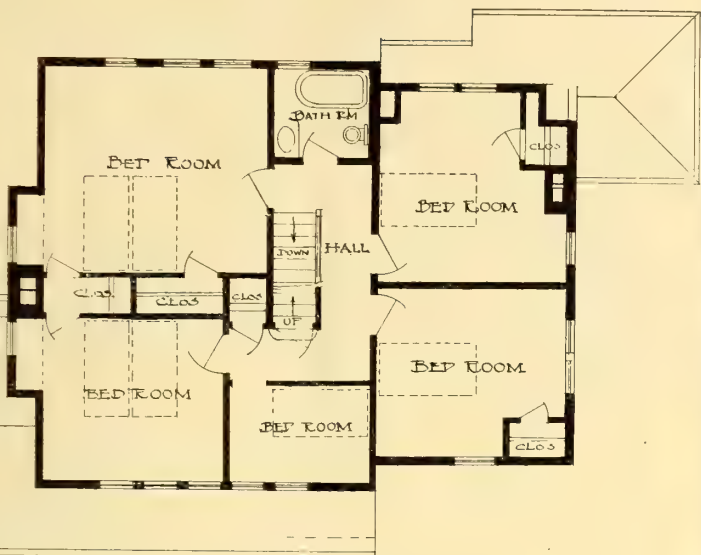 BATH RM
BED ROOM
CLOS
BED ROOM
DOWN
HALL
CLOS
CLOS
CLOS
UP
BED ROOM
BED ROOM
BED ROOM
CLOS